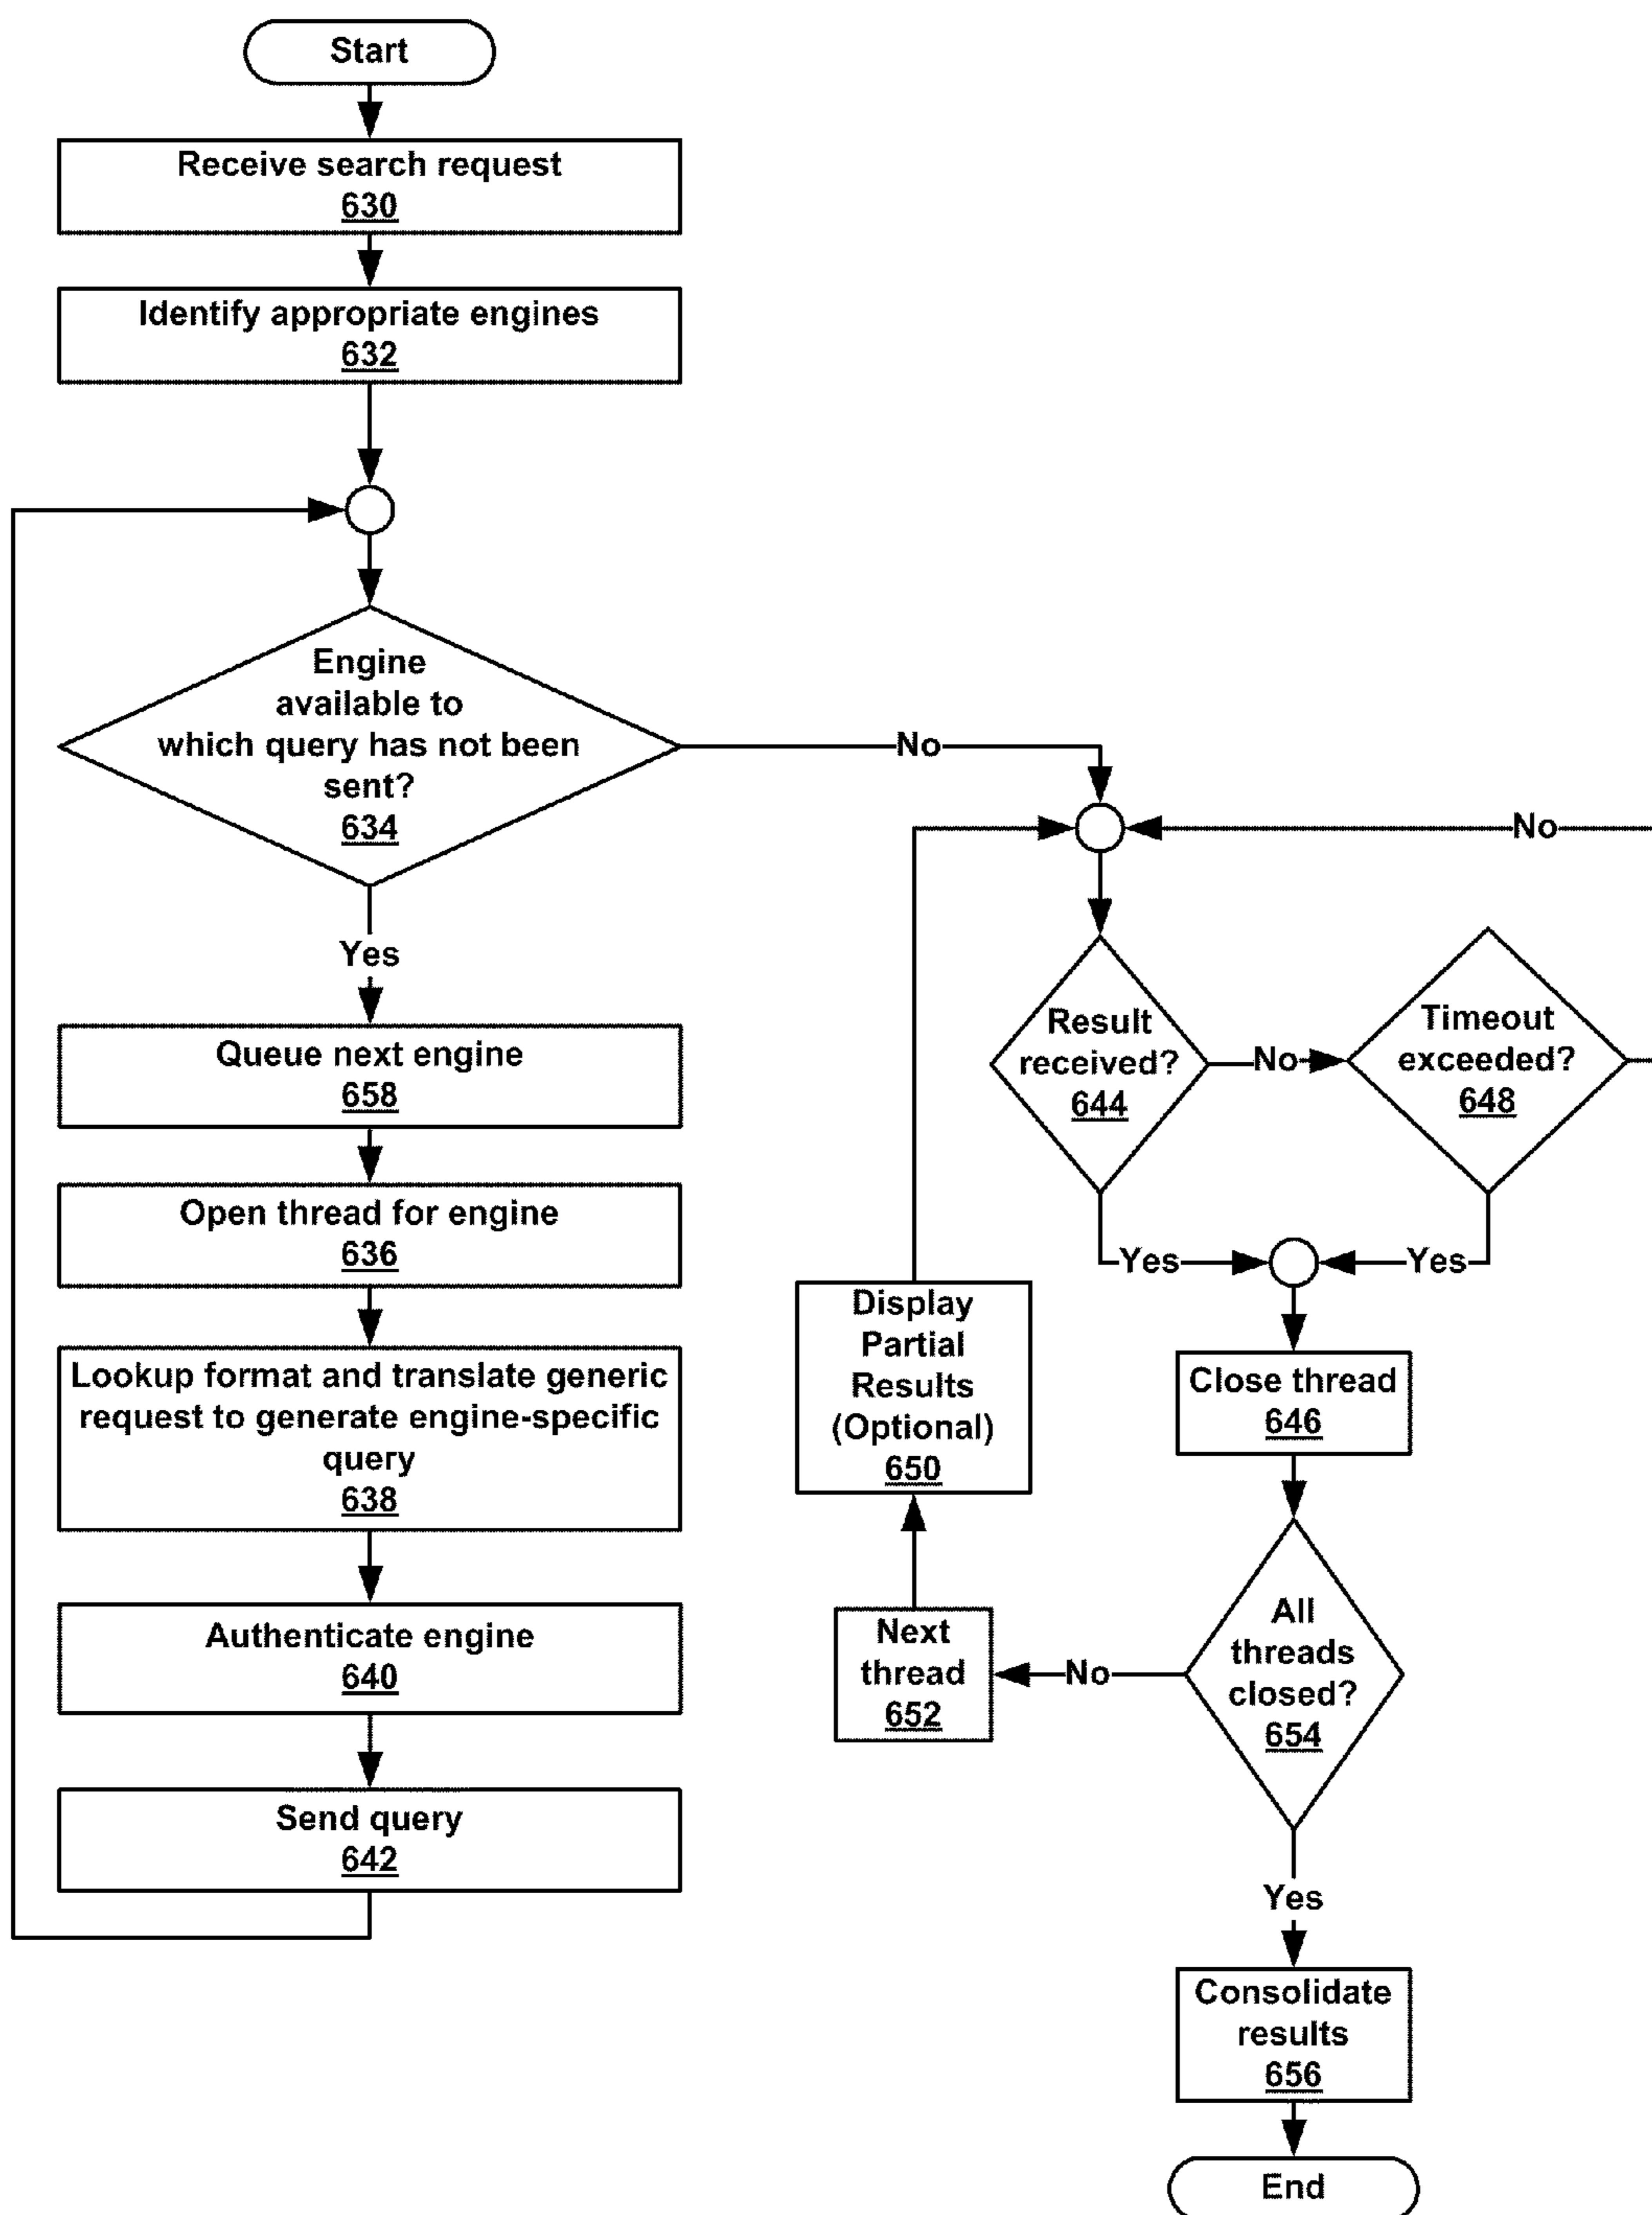 Start
Receive search request
630
Identify appropriate engines
632
Engine
available to
which query has not been
sent?
634
No
Yes
Queue next engine
658
Open thread for engine
636
Lookup format and translate generic
request to generate engine-specific
query
638
Authenticate engine
640
Send query
642
No
Result
received?
644
No
Timeout
exceeded?
648
Yes
Yes
Display
Partial
Results
(Optional)
650
Close thread
646
Next
thread
652
No
All
threads
closed?
654
Yes
Consolidate
results
656
End